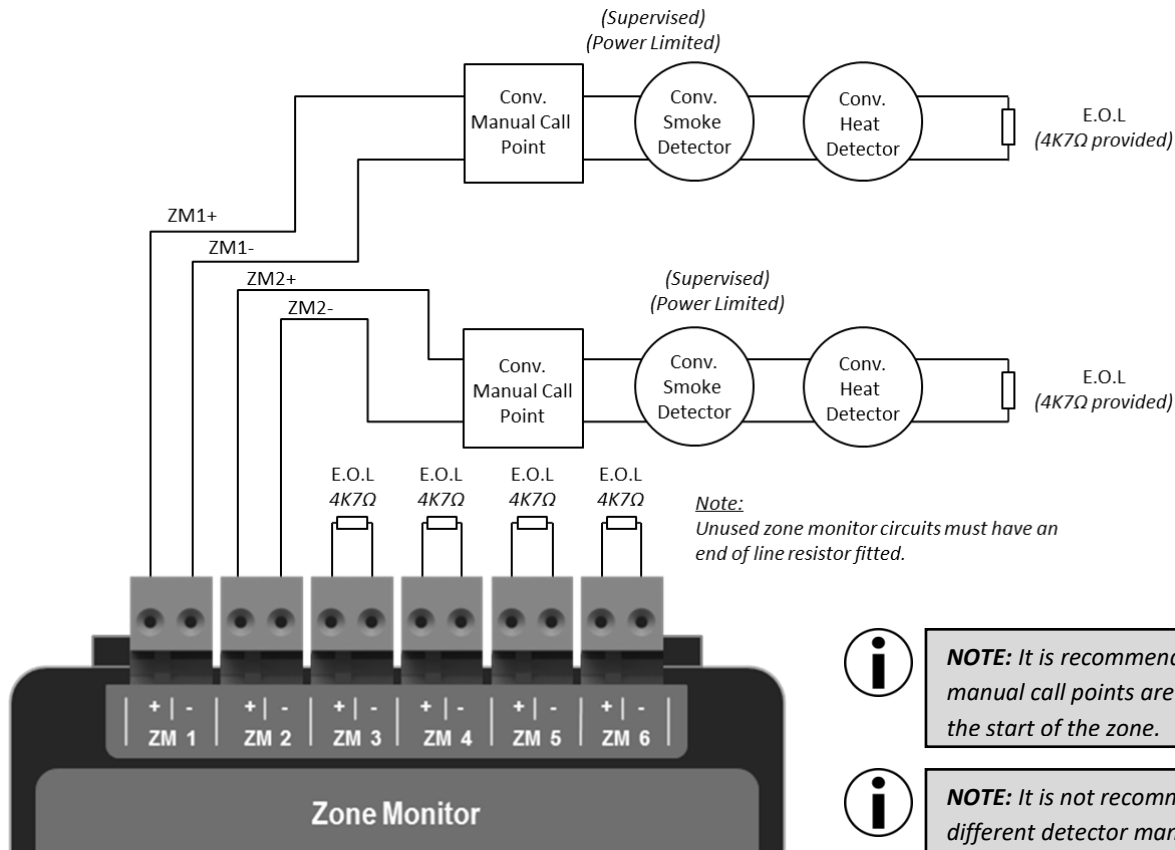 (Supervised)
(Power Limited)
Conv.
Manual Call
Point
Conv.
Smoke
Detector
Conv.
Heat
Detector
E.O.L
(4K7Ω provided)
ZM1+
ZM1-
ZM2+
ZM2-
(Supervised)
(Power Limited)
Conv.
Manual Call
Point
Conv.
Smoke
Detector
Conv.
Heat
Detector
E.O.L
(4K7Ω provided)
E.O.L
4K7Ω
E.O.L
4K7Ω
E.O.L
4K7Ω
E.O.L
4K7Ω
Note:
Unused zone monitor circuits must have an
end of line resistor fitted.
+ | - + | - + | - + | - + | - + | -
ZM 1 ZM 2 ZM 3 ZM 4 ZM 5 ZM 6
Zone Monitor
NOTE: It is recommend
manual call points are
the start of the zone.
NOTE: It is not recomm
different detector man